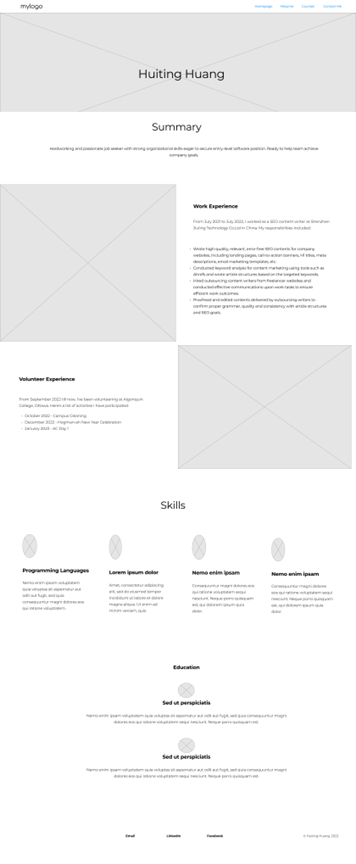 mylogo
Homepage Resume Courses Contact Me
Huiting Huang
Summary
Hardworking and passionate job seeker with strong organizational skills eager to secure entry-level software position. Ready to help team achieve
company goals.
Work Experience
From July 2021 to July 2022, I worked as a SEO content writer at Shenzhen
Technology Co.Ltd in China. My responsibilities included:
Wrote high quality, relevant, error-free SEO contents for company
websites, including landing pages, call-to-action banners, H1 titles, meta
descriptions, email marketing templates, etc.
Conducted keyword analysis for content marketing using tools such as
and wrote article structures based on the targeted keywords.
outsourcing content writers from freelancer websites and
conducted effective communications upon work tasks to ensure
efficient work outcomes.
Proofread and edited contents delivered by outsourcing writers to
confirm proper grammar, quality and consistency with article structures
and SEO goals.
Volunteer Experience
From September 2022 till now, I've been volunteering at Algonquin
College, Ottawa. Here's a list of activities I have participated:
October 2022 - Campus Cleaning
December 2022 - New Year Celebration
January 2023 - AC Day 1
Skills
Programming Languages
Nemo enim ipsam voluptatem
quia voluptas sit aspernatur aut
odit aut fugit, sed quia
consequuntur magni dolores eos
qui ratione voluptatem.
Lorem ipsum dolor
Amet, consectetur adipiscing
elit, sed do eiusmod tempor
incididunt ut labore et dolore
magna aliqua. Ut enim ad
minim veniam, quis.
Nemo enim ipsam
Consequuntur magni dolores eos
qui ratione voluptatem sequi
nesciunt. Neque porro quisquam
est, qui dolorem ipsum quia
dolor.
Nemo enim ipsam
Consequuntur magni dolores
eos qui ratione voluptatem sequi
nesciunt. Neque porro quisquam
est, qui dolorem ipsum quia
dolor.
Education
Sed ut perspiciatis
Nemo enim ipsam voluptatem quia voluptas sit aspernatur aut odit aut fugit, sed quia consequuntur magni
dolores eos qui ratione voluptatem sequi nesciunt. Neque porro quisquam est.
Sed ut perspiciatis
Nemo enim ipsam voluptatem quia voluptas sit aspernatur aut odit aut fugit, sed quia consequuntur magni
dolores eos qui ratione voluptatem sequi nesciunt. Neque porro quisquam est.
Email LinkedIn Facebook © Huiting Huang, 2023